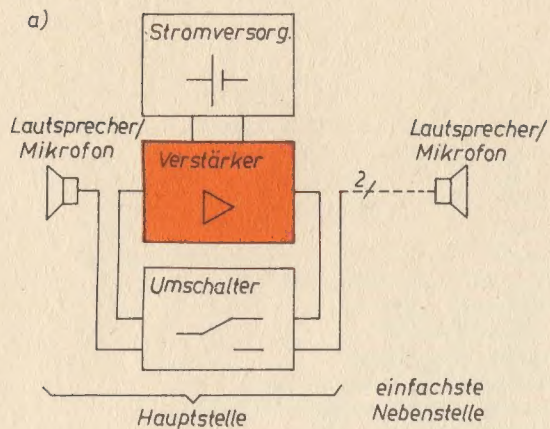 a)
Stromversorg.
Lautsprecher/
Mikrofon
Verstärker
Lautsprecher/
Mikrofon
2
Umschalter
Hauptstelle
einfachste
Nebenstelle